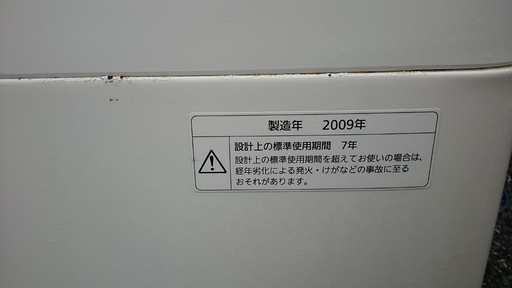 製造年 2009年
設計上の標準使用期間 7年
設計上の標準使用期間を超えてお使いの場合は、
経年劣化による発火・けがなどの事故に至る
おそれがあります。